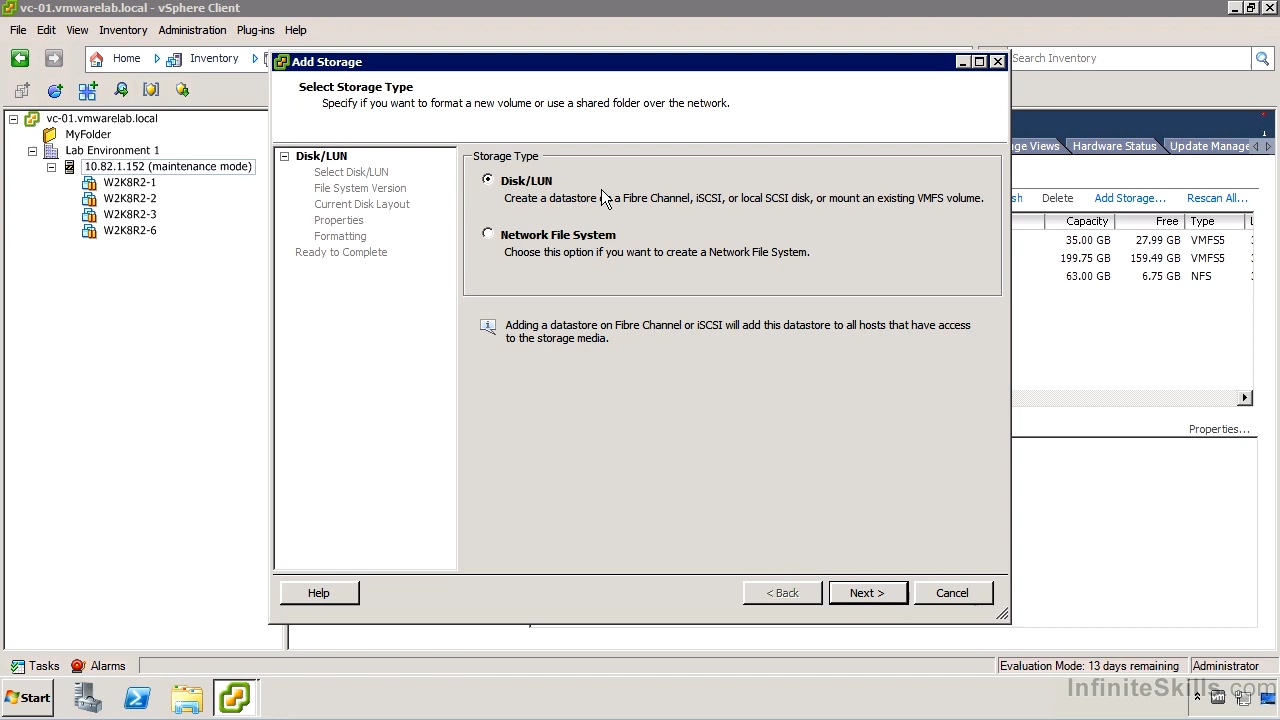 vc-01.vmwarelab.local - vSphere Client
File Edit View Inventory Administration Plug-ins Help
Home Inventory Search Inventory
Add Storage
Select Storage Type
Specify if you want to format a new volume or use a shared folder over the network.
vc-01.vmwarelab.local
MyFolder
Lab Environment 1
10.82.1.152 (maintenance mode)
W2K8R2-1
W2K8R2-2
W2K8R2-3
W2K8R2-6
Disk/LUN
Select Disk/LUN
File System Version
Current Disk Layout
Properties
Formatting
Ready to Complete
Storage Type
Disk/LUN
Create a datastore a Fibre Channel, iSCSI, or local SCSI disk, or mount an existing VMFS volume.
Network File System
Choose this option if you want to create a Network File System.
Adding a datastore on Fibre Channel or iSCSI will add this datastore to all hosts that have access
to the storage media.
Help < Back Next > Cancel
ge Views Hardware Status Update Manage
sh Delete Add Storage... Rescan All...
Capacity Free Type
35.00 GB 27.99 GB VMFS5
199.75 GB 159.49 GB VMFS5
63.00 GB 6.75 GB NFS
Properties...
Tasks Alarms Evaluation Mode: 13 days remaining Administrator
Start
InfiniteSkills.com